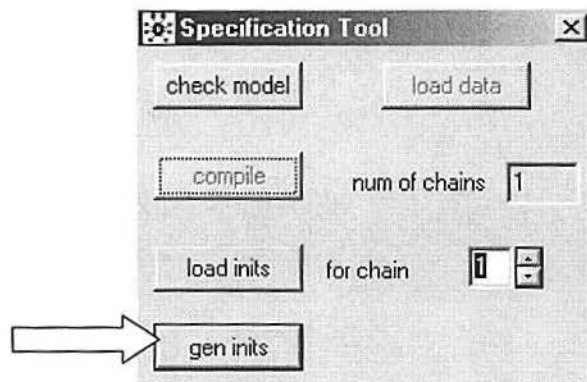 Specification Tool
check model load data
compile num of chains 1
load inits for chain 1
gen inits